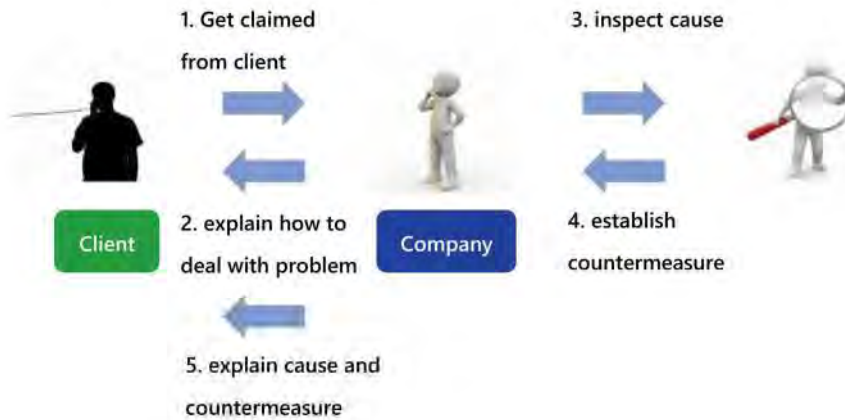 1. Get claimed
from client
3. inspect cause
Client
2. explain how to
deal with problem
Company
4. establish
countermeasure
5. explain cause and
countermeasure